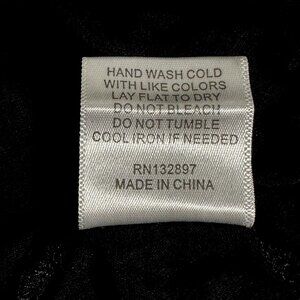 HAND WASH COLD
WITH LIKE COLORS
LAY FLAT TO DRY
DO NOT BLEACH
DO NOT TUMBLE
COOL IRON IF NEEDED
RN132897
MADE IN CHINA